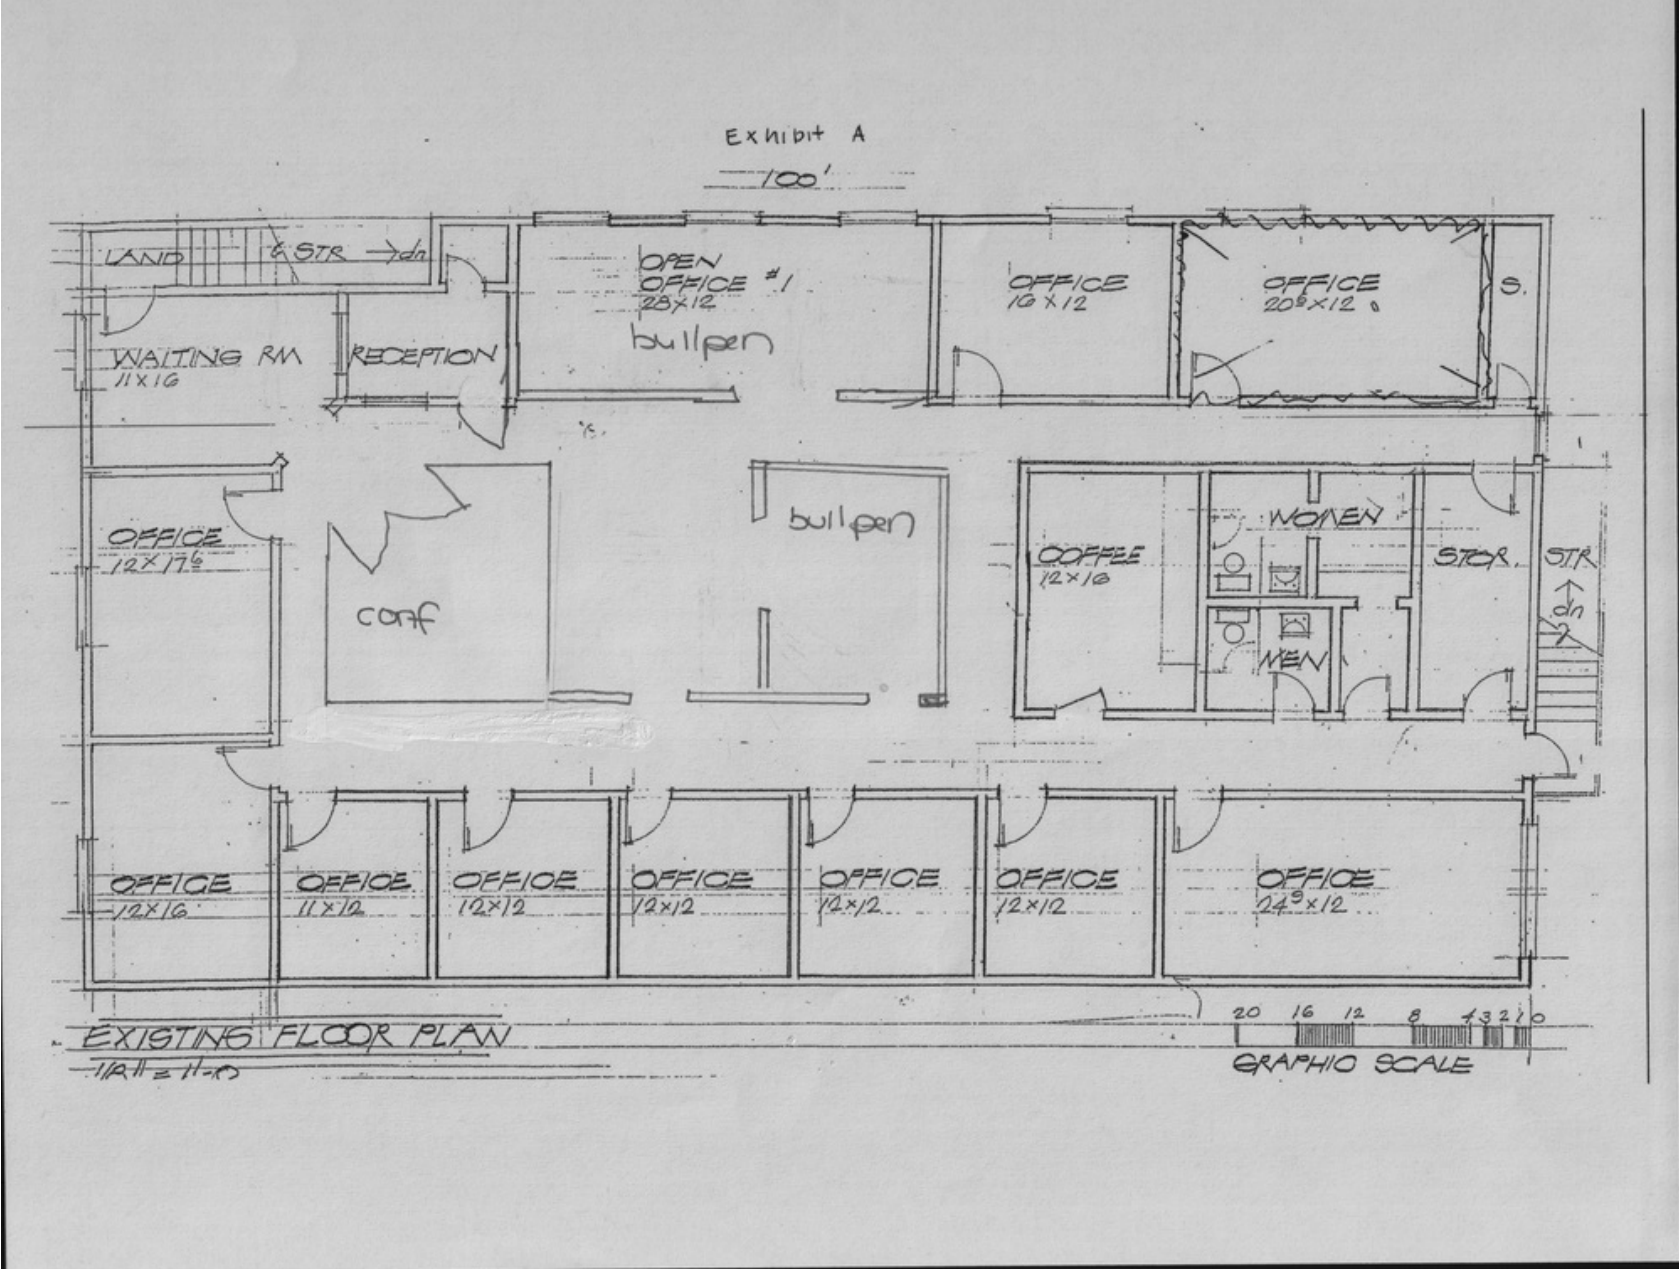 Exhibit A
100'
LAND
& STR → dn
OPEN
OFFICE #1
28X12
bullpen
OFFICE
16 X 12
OFFICE
20⁹X12
S.
WAITING RM
11X16
RECEPTION
OFFICE
12X17⁶
conf
bullpen
COFFEE
12X16
WOMEN
MEN
STOR.
STR
dn
OFFICE
12X16
OFFICE
11X12
OFFICE
12X12
OFFICE
12X12
OFFICE
12X12
OFFICE
12X12
OFFICE
24⁹X12
EXISTING FLOOR PLAN
20 16 12 8 4 3 2 1 0
GRAPHIC SCALE